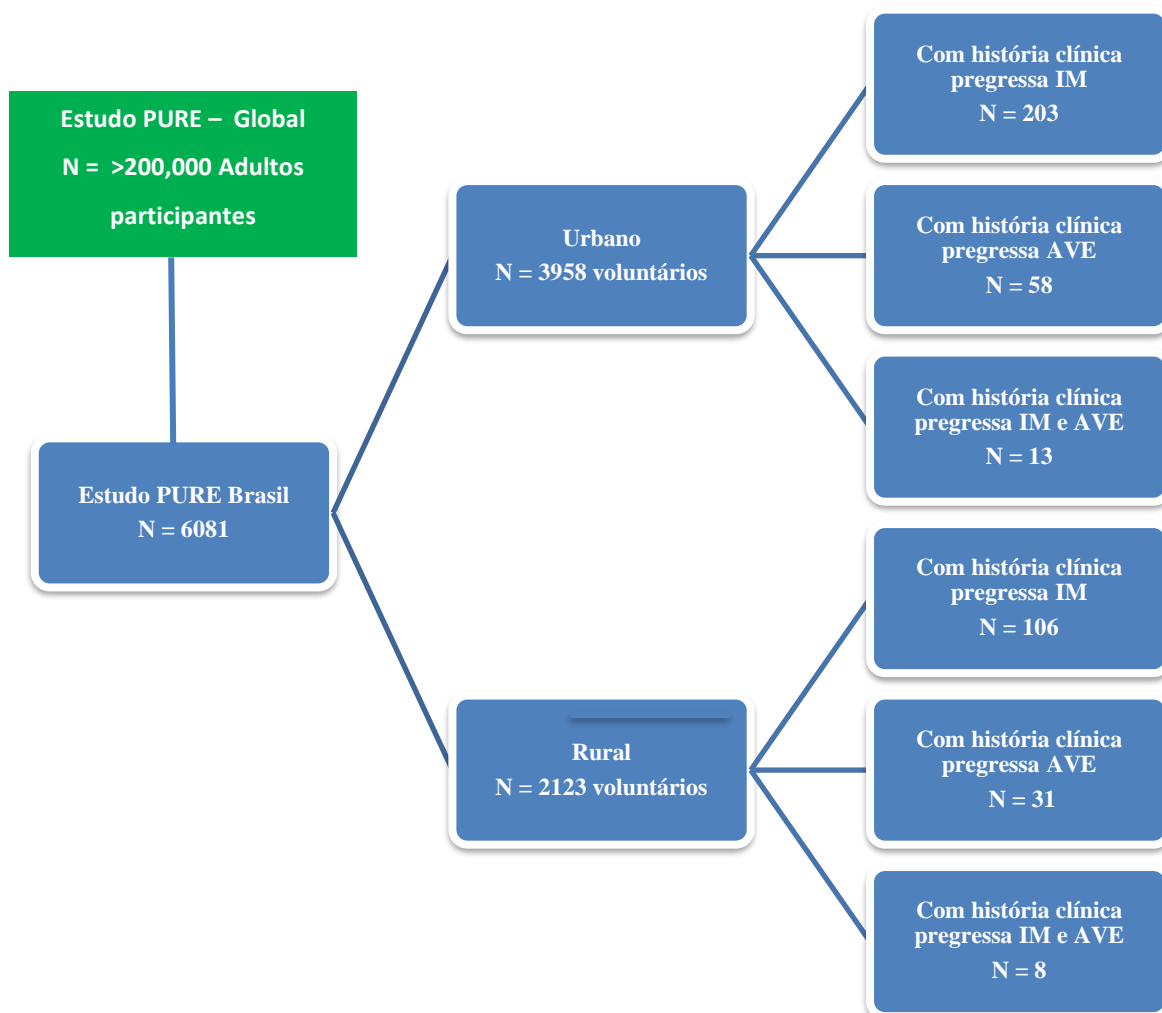 Estudo PURE – Global
N = >200,000 Adultos
participantes
Estudo PURE Brasil
N = 6081
Urbano
N = 3958 voluntários
Com história clínica
pregressa IM
N = 203
Com história clínica
pregressa AVE
N = 58
Com história clínica
pregressa IM e AVE
N = 13
Rural
N = 2123 voluntários
Com história clínica
pregressa IM
N = 106
Com história clínica
pregressa AVE
N = 31
Com história clínica
pregressa IM e AVE
N = 8